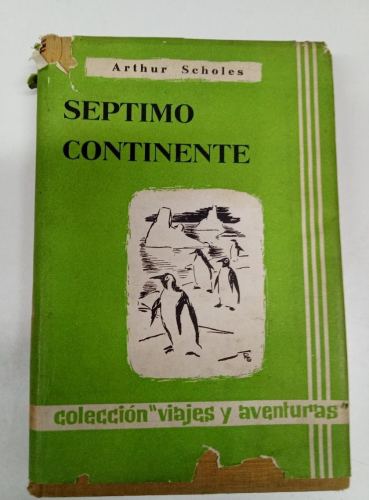 Arthur Scholes
SEPTIMO
CONTINENTE
colección "viajes y aventuras"